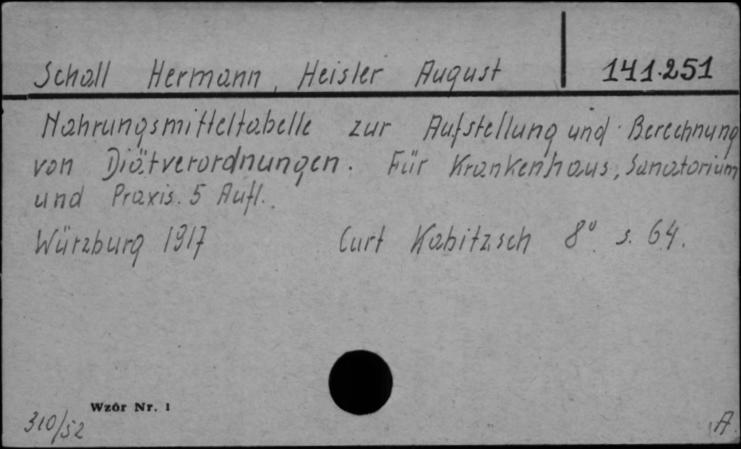 Schall Hermann, Heisler August 141.251
Nahrungsmitteltabelle zur Aufstellung und Berechnung
von Diätverordnungen. Für Krankenhaus, Sanatorium
und Praxis. 5 Aufl.
Würzburg 1917 Curt Kabitzsch 8° s. 64.
Wzór Nr. 1
310/52 A